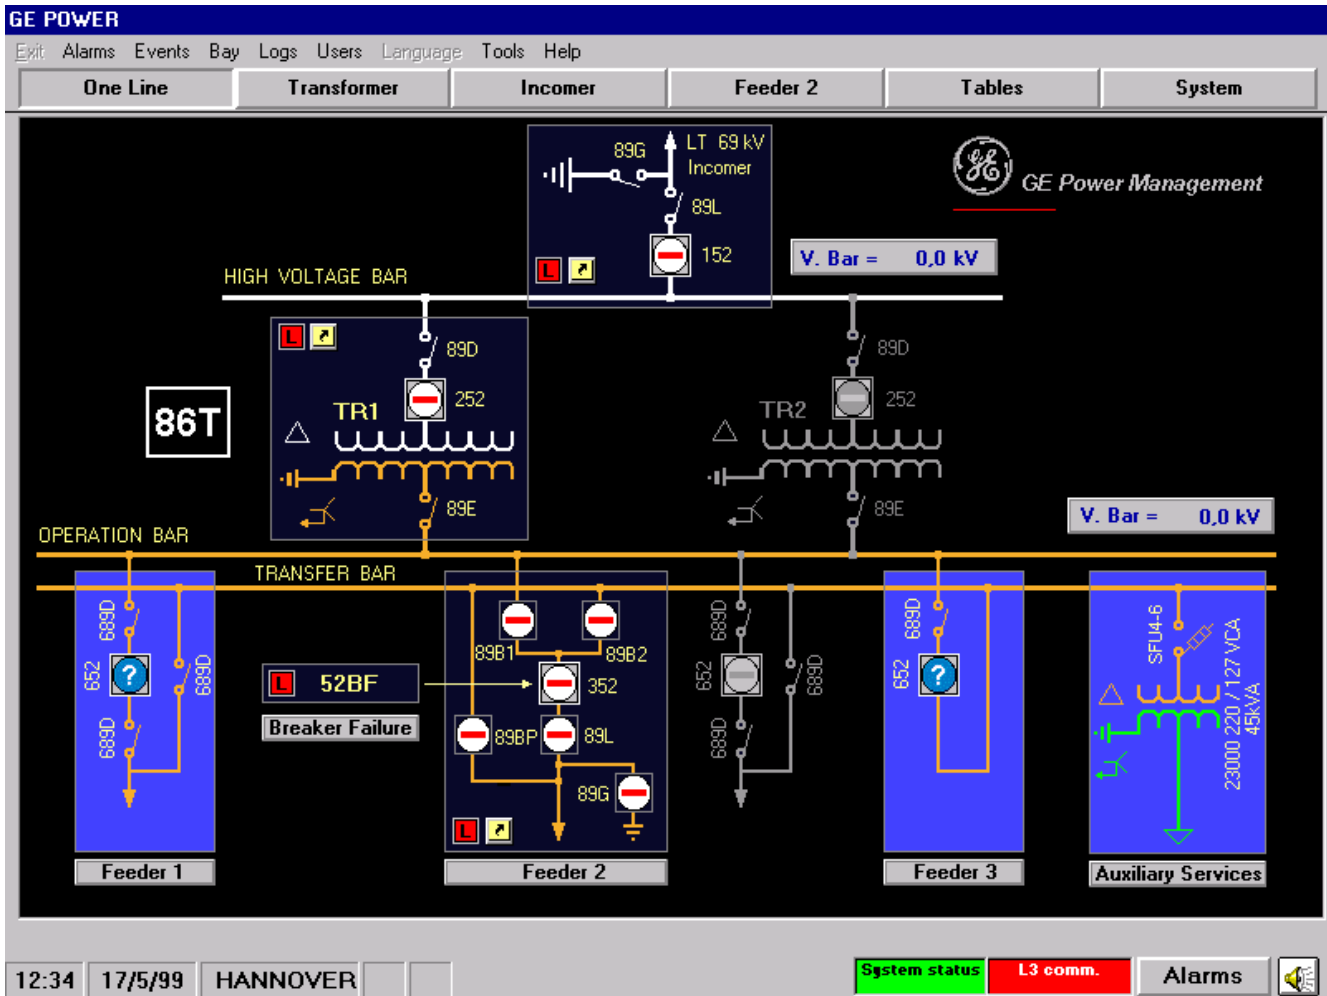 GE POWER
Exit Alarms Events Bay Logs Users Language Tools Help
One Line Transformer Incomer Feeder 2 Tables System
89G
LT 69 kV
Incomer
GE
GE Power Management
89L
152
L
V. Bar = 0,0 kV
HIGH VOLTAGE BAR
L
89D
89D
252
252
TR1
TR2
86T
89E
89E
V. Bar = 0,0 kV
OPERATION BAR
TRANSFER BAR
689D
652
?
689D
689D
89B1
89B2
L 52BF
352
Breaker Failure
89BP
89L
89G
L
689D
652
689D
689D
689D
652
?
SFU4-6
23000 220 / 127 VCA
45KVA
Feeder 1
Feeder 2
Feeder 3
Auxiliary Services
12:34 17/5/99 HANNOVER
System status L3 comm. Alarms